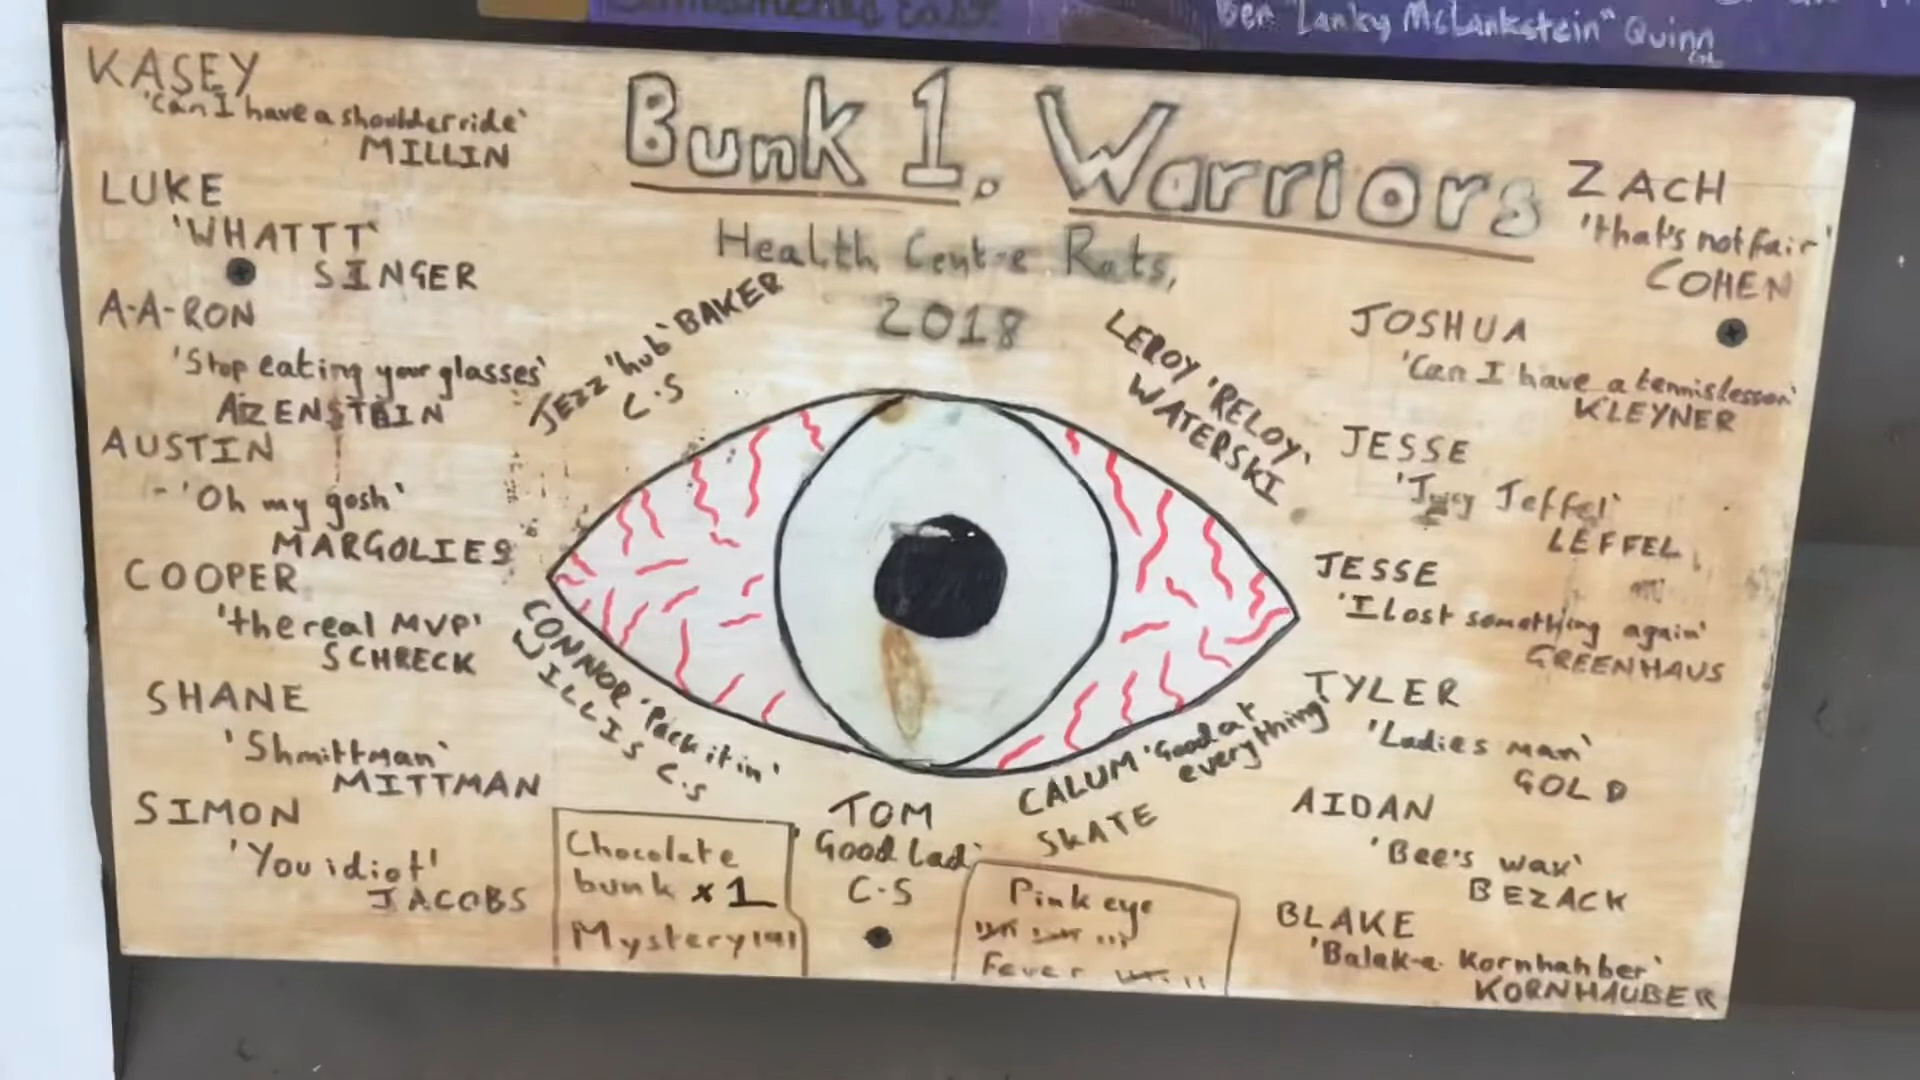 Ben "Lanky McLankstein" Quinn
Bunk 1. Warriors
Health Centre Rats,
2018
KASEY
'Can I have a shoulder ride'
MILLIN
LUKE
'WHATTT'
SINGER
A-A-RON
'Stop eating your glasses'
AZENSTEIN
AUSTIN
'Oh my gosh'
MARGOLIES
COOPER
'the real MVP'
SCHRECK
SHANE
'Shmittman'
MITTMAN
SIMON
'You idiot'
JACOBS
JEZZ 'hub' BAKER
C.S
LEROY 'RELOY'
WATERSKI
CONNOR 'Pack it in'
WILLIS C.S
TOM
'Good Lad'
C-S
CALUM 'Good at
everything'
SKATE
Chocolate
bunk x 1
Mystery
Pink eye
Fever
ZACH
'that's not fair'
COHEN
JOSHUA
'Can I have a tennis lesson'
KLEYNER
JESSE
Jeffel'
LEFFEL
JESSE
'I lost something again'
GREENHAUS
TYLER
'Ladies man'
GOLD
AIDAN
'Bee's wax'
BEZACK
BLAKE
'Balak-a Kornhahber'
KORNHAUBER